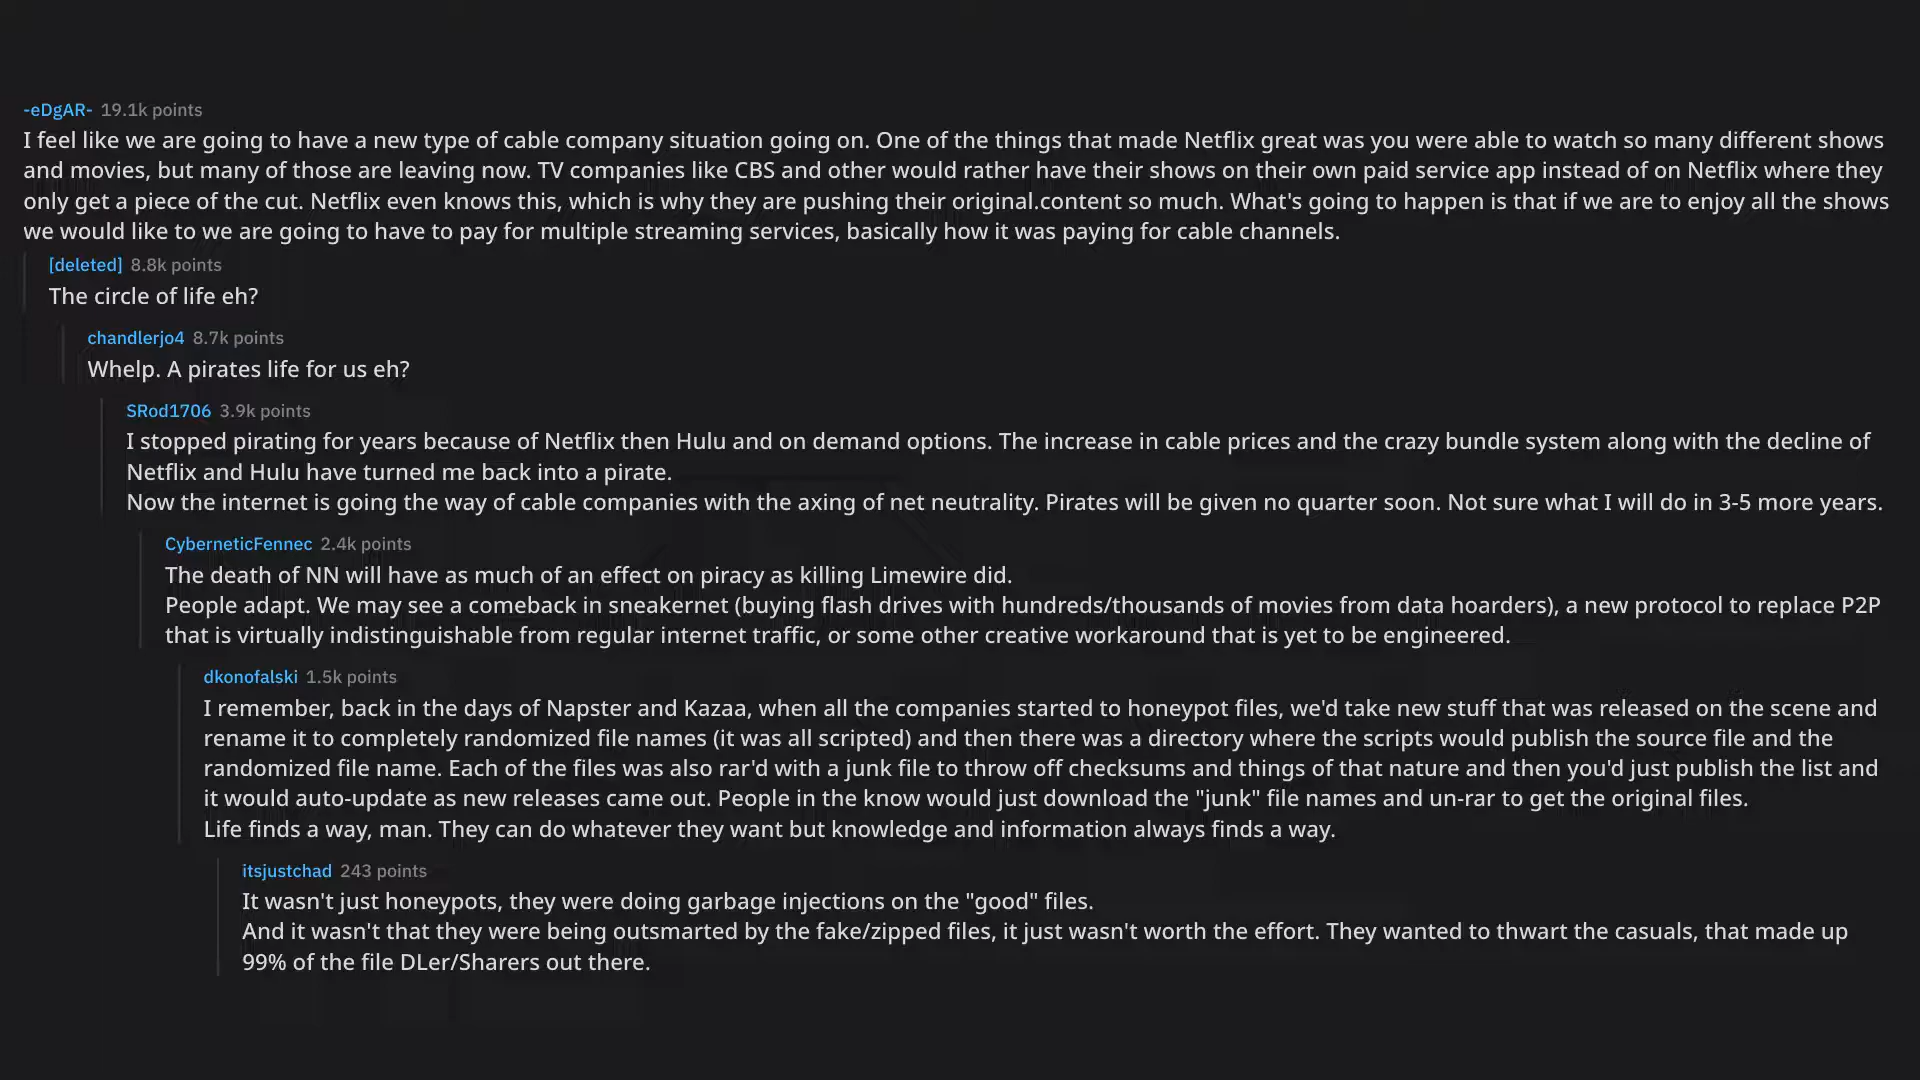 -eDgAR- 19.1k points
I feel like we are going to have a new type of cable company situation going on. One of the things that made Netflix great was you were able to watch so many different shows
and movies, but many of those are leaving now. TV companies like CBS and other would rather have their shows on their own paid service app instead of on Netflix where they
only get a piece of the cut. Netflix even knows this, which is why they are pushing their original.content so much. What's going to happen is that if we are to enjoy all the shows
we would like to we are going to have to pay for multiple streaming services, basically how it was paying for cable channels.
[deleted] 8.8k points
The circle of life eh?
chandlerjo4 8.7k points
Whelp. A pirates life for us eh?
SRod1706 3.9k points
I stopped pirating for years because of Netflix then Hulu and on demand options. The increase in cable prices and the crazy bundle system along with the decline of
Netflix and Hulu have turned me back into a pirate.
Now the internet is going the way of cable companies with the axing of net neutrality. Pirates will be given no quarter soon. Not sure what I will do in 3-5 more years.
CyberneticFennec 2.4k points
The death of NN will have as much of an effect on piracy as killing Limewire did.
People adapt. We may see a comeback in sneakernet (buying flash drives with hundreds/thousands of movies from data hoarders), a new protocol to replace P2P
that is virtually indistinguishable from regular internet traffic, or some other creative workaround that is yet to be engineered.
dkonofalski 1.5k points
I remember, back in the days of Napster and Kazaa, when all the companies started to honeypot files, we'd take new stuff that was released on the scene and
rename it to completely randomized file names (it was all scripted) and then there was a directory where the scripts would publish the source file and the
randomized file name. Each of the files was also rar'd with a junk file to throw off checksums and things of that nature and then you'd just publish the list and
it would auto-update as new releases came out. People in the know would just download the "junk" file names and un-rar to get the original files.
Life finds a way, man. They can do whatever they want but knowledge and information always finds a way.
itsjustchad 243 points
It wasn't just honeypots, they were doing garbage injections on the "good" files.
And it wasn't that they were being outsmarted by the fake/zipped files, it just wasn't worth the effort. They wanted to thwart the casuals, that made up
99% of the file DLer/Sharers out there.